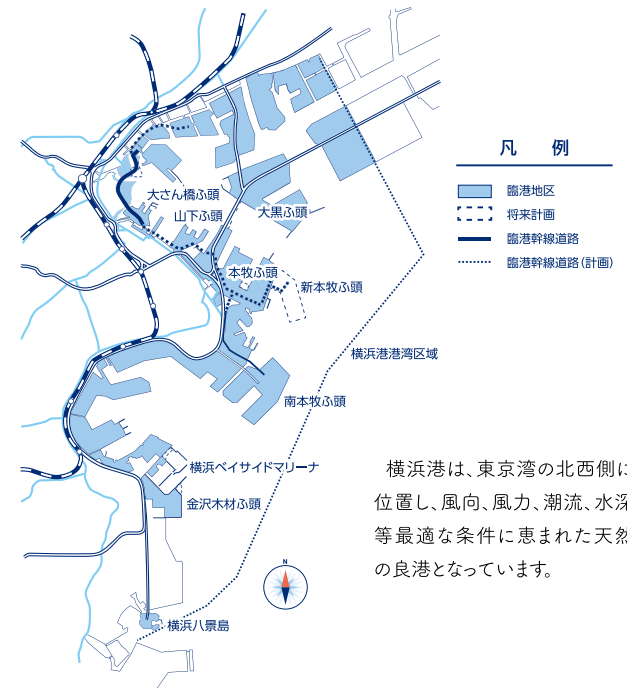 凡 例
臨港地区
将来計画
臨港幹線道路
臨港幹線道路(計画)
大さん橋ふ頭
山下ふ頭
大黒ふ頭
本牧ふ頭
新本牧ふ頭
横浜港港湾区域
南本牧ふ頭
横浜ベイサイドマリーナ
金沢木材ふ頭
横浜八景島
N
横浜港は、東京湾の北西側に
位置し、風向、風力、潮流、水深
等最適な条件に恵まれた天然
の良港となっています。